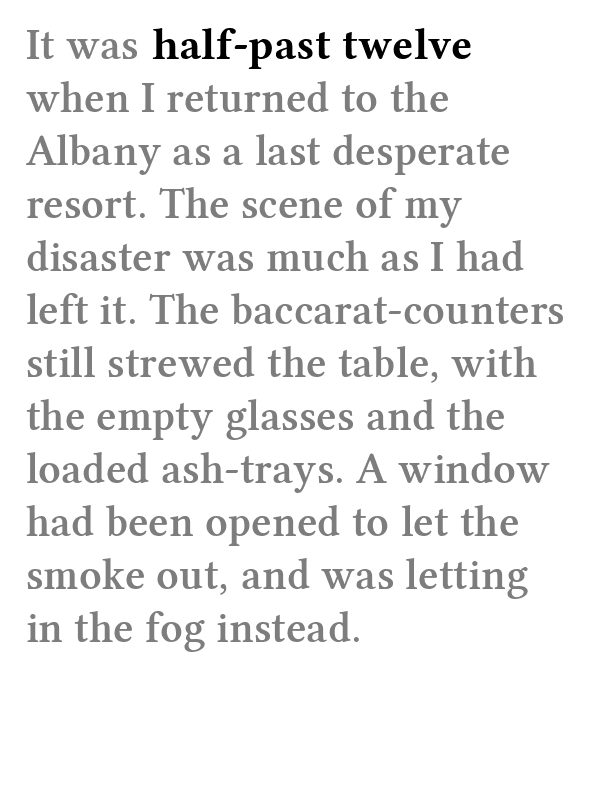 It was half-past twelve
when I returned to the
Albany as a last desperate
resort. The scene of my
disaster was much as I had
left it. The baccarat-counters
still strewed the table, with
the empty glasses and the
loaded ash-trays. A window
had been opened to let the
smoke out, and was letting
in the fog instead.